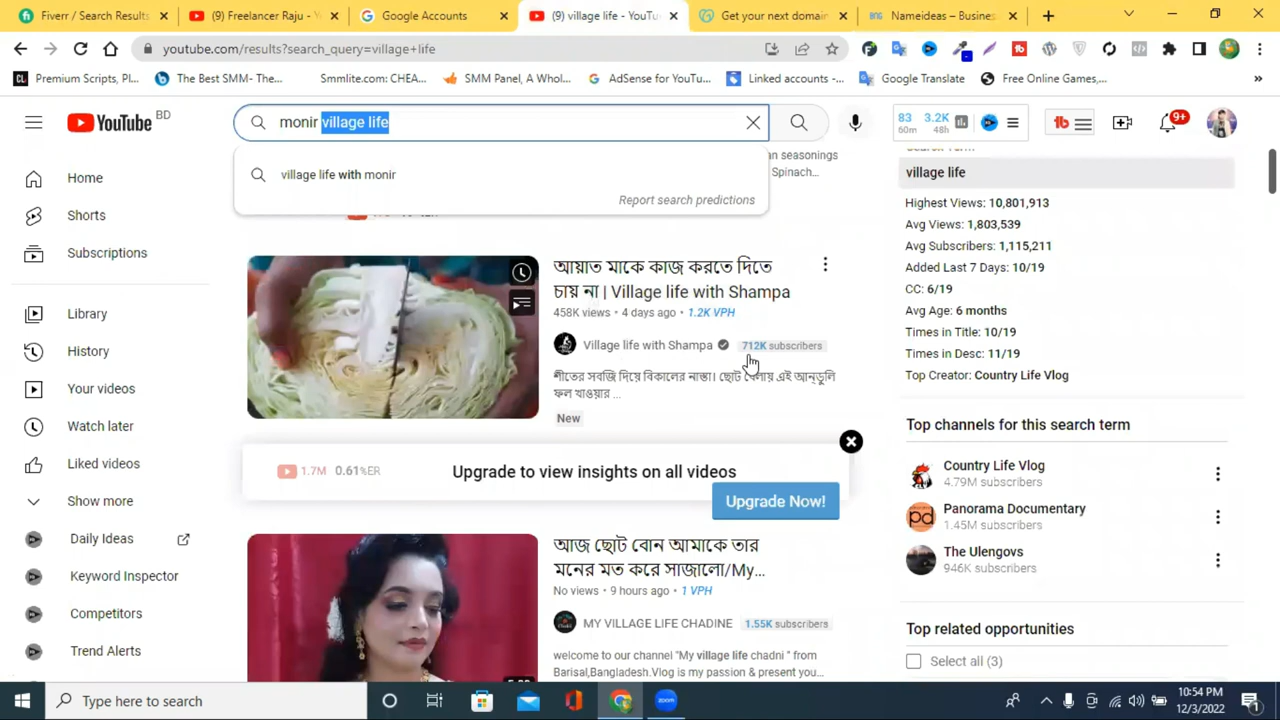 Fiverr / Search Results
(9) Freelancer Raju - You
Google Accounts
(9) village life - YouTu
Get your next domain
Nameideas – Business
youtube.com/results?search_query=village+life
Premium Scripts, Pl...
The Best SMM- The...
Smmlite.com: CHEA...
SMM Panel, A Whol...
AdSense for YouTu...
Linked accounts -...
Google Translate
Free Online Games,...
YouTube BD
monir village life
83 60m
3.2K 48h
9+
village life with monir
Report search predictions
n seasonings
Spinach...
Home
Shorts
Subscriptions
Library
History
Your videos
Watch later
Liked videos
Show more
Daily Ideas
Keyword Inspector
Competitors
Trend Alerts
আয়াত মাকে কাজ করতে দিতে
চায় না | Village life with Shampa
458K views • 4 days ago • 1.2K VPH
Village life with Shampa 712K subscribers
শীতের সবজি দিয়ে বিকালের নাস্তা। ছোট বেলায় এই আন্ডুলি
ফল খাওয়ার ...
New
1.7M 0.61%ER
Upgrade to view insights on all videos
Upgrade Now!
আজ ছোট বোন আমাকে তার
মনের মত করে সাজালো/My...
No views • 9 hours ago • 1 VPH
MY VILLAGE LIFE CHADINE 1.55K subscribers
welcome to our channel "My village life chadni " from
Barisal,Bangladesh.Vlog is my passion & present you
village life
Highest Views: 10,801,913
Avg Views: 1,803,539
Avg Subscribers: 1,115,211
Added Last 7 Days: 10/19
CC: 6/19
Avg Age: 6 months
Times in Title: 10/19
Times in Desc: 11/19
Top Creator: Country Life Vlog
Top channels for this search term
Country Life Vlog
4.79M subscribers
Panorama Documentary
1.45M subscribers
The Ulengovs
946K subscribers
Top related opportunities
Select all (3)
Type here to search
10:54 PM
12/3/2022